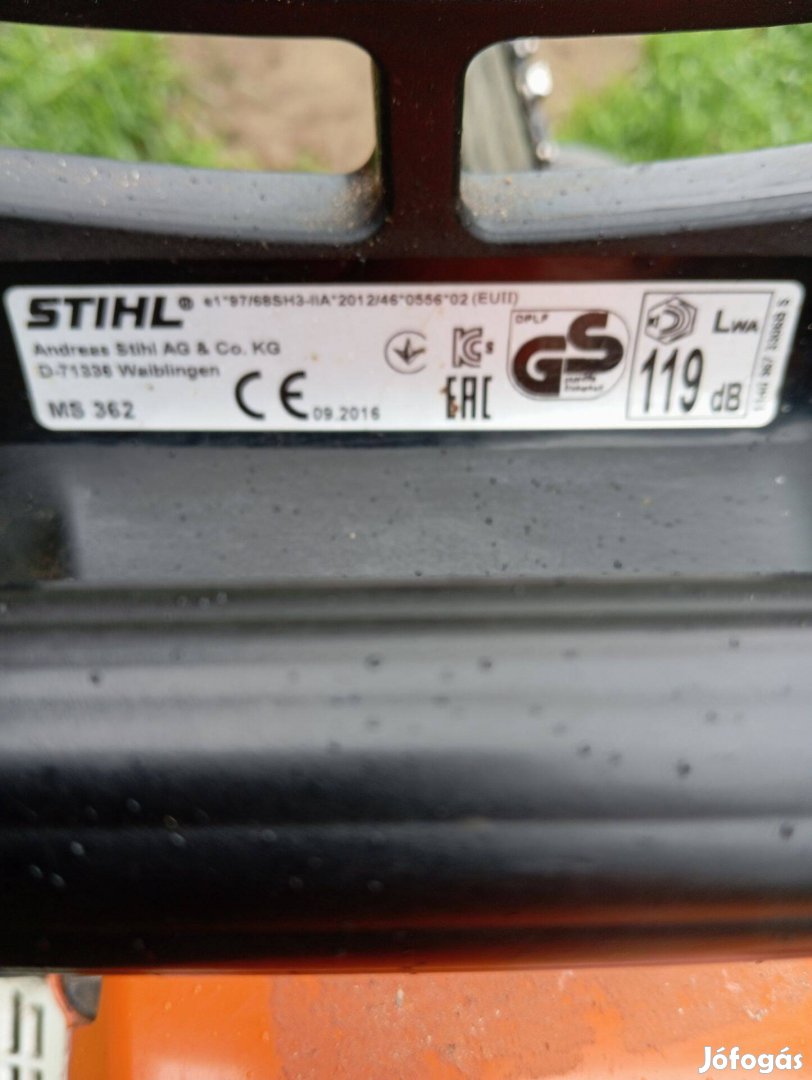 STIHL® e1*97/68SH3-IIA*2012/46*0556*02 (EUII)
Andreas Stihl AG & Co. KG
D-71336 Waiblingen
MS 362
CE 09.2016
EAC
DPLF
GS
LWA
119 dB
Jófogás